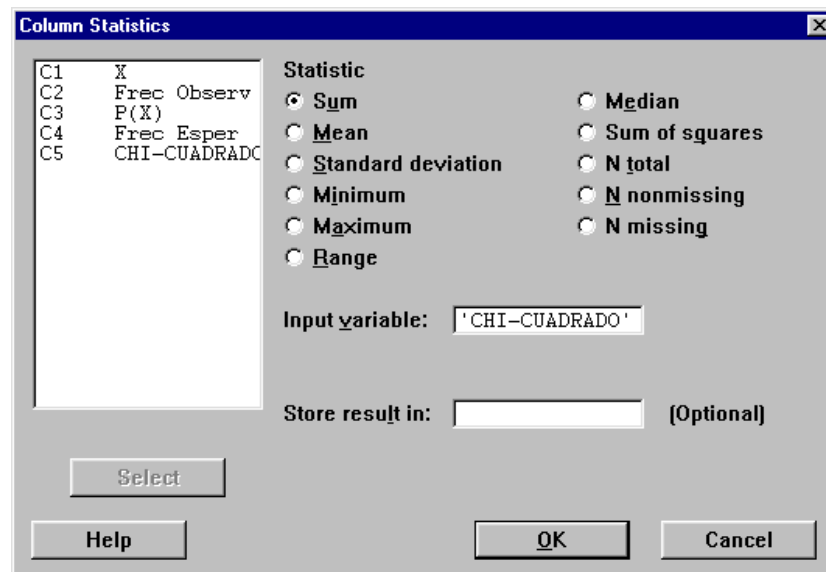 Column Statistics
C1 X
C2 Frec Observ
C3 P(X)
C4 Frec Esper
C5 CHI-CUADRADO
Statistic
Sum
Median
Mean
Sum of squares
Standard deviation
N total
Minimum
N nonmissing
Maximum
N missing
Range
Input variable: 'CHI-CUADRADO'
Store result in: (Optional)
Select
Help OK Cancel